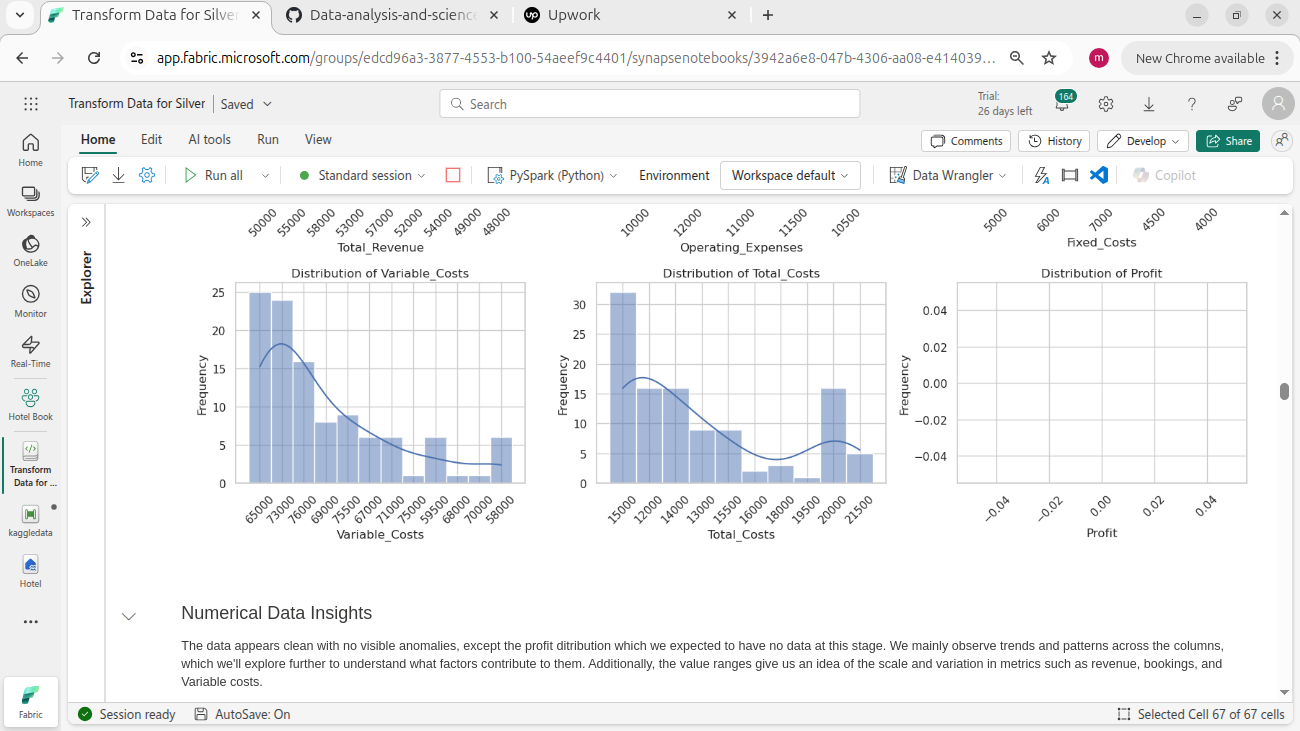 Transform Data for Silver
Data-analysis-and-science
Upwork
app.fabric.microsoft.com/groups/edcd96a3-3877-4553-b100-54aeef9c4401/synapsenotebooks/3942a6e8-047b-4306-aa08-e414039…
m
New Chrome available
Transform Data for Silver
Saved
Search
Trial:
26 days left
164
Home
Edit
AI tools
Run
View
Comments
History
Develop
Share
Run all
Standard session
PySpark (Python)
Environment
Workspace default
Data Wrangler
Copilot
Home
Workspaces
OneLake
Monitor
Real-Time
Hotel Book
Transform
Data for ...
kaggledata
Hotel
Fabric
Explorer
50000 55000 58000 53000 57000 52000 54000 49000 48000
Total_Revenue
10000 12000 11000 11500 10500
Operating_Expenses
5000 6000 7000 4500 4000
Fixed_Costs
Distribution of Variable_Costs
Frequency
25
20
15
10
5
0
65000 73000 76000 69000 75500 67000 71000 75000 59500 68000 70000 58000
Variable_Costs
Distribution of Total_Costs
Frequency
30
25
20
15
10
5
0
15000 12000 14000 13000 15500 16000 18000 19500 20000 21500
Total_Costs
Distribution of Profit
Frequency
0.04
0.02
0.00
−0.02
−0.04
−0.04 −0.02 0.00 0.02 0.04
Profit
Numerical Data Insights
The data appears clean with no visible anomalies, except the profit ditribution which we expected to have no data at this stage. We mainly observe trends and patterns across the columns,
which we'll explore further to understand what factors contribute to them. Additionally, the value ranges give us an idea of the scale and variation in metrics such as revenue, bookings, and
Variable costs.
Session ready
AutoSave: On
Selected Cell 67 of 67 cells